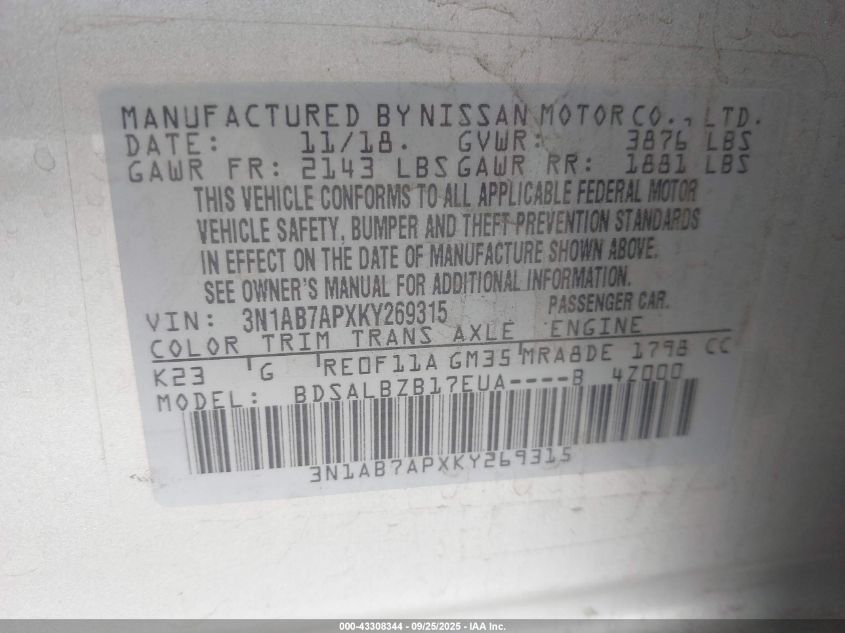 MANUFACTURED BY NISSAN MOTOR CO., LTD.
DATE: 11/18. GVWR: 3876 LBS
GAWR FR: 2143 LBS GAWR RR: 1881 LBS
THIS VEHICLE CONFORMS TO ALL APPLICABLE FEDERAL MOTOR
VEHICLE SAFETY, BUMPER AND THEFT PREVENTION STANDARDS
IN EFFECT ON THE DATE OF MANUFACTURE SHOWN ABOVE.
SEE OWNER'S MANUAL FOR ADDITIONAL INFORMATION.
VIN: 3N1AB7APXKY269315 PASSENGER CAR.
COLOR TRIM TRANS AXLE ENGINE
K23 G RE0F11A GM35 MRA8DE 1798 CC
MODEL: BDSALBZB17EUA----B 4Z000
3N1AB7APXKY269315
000-43308344 - 09/25/2025 - IAA Inc.